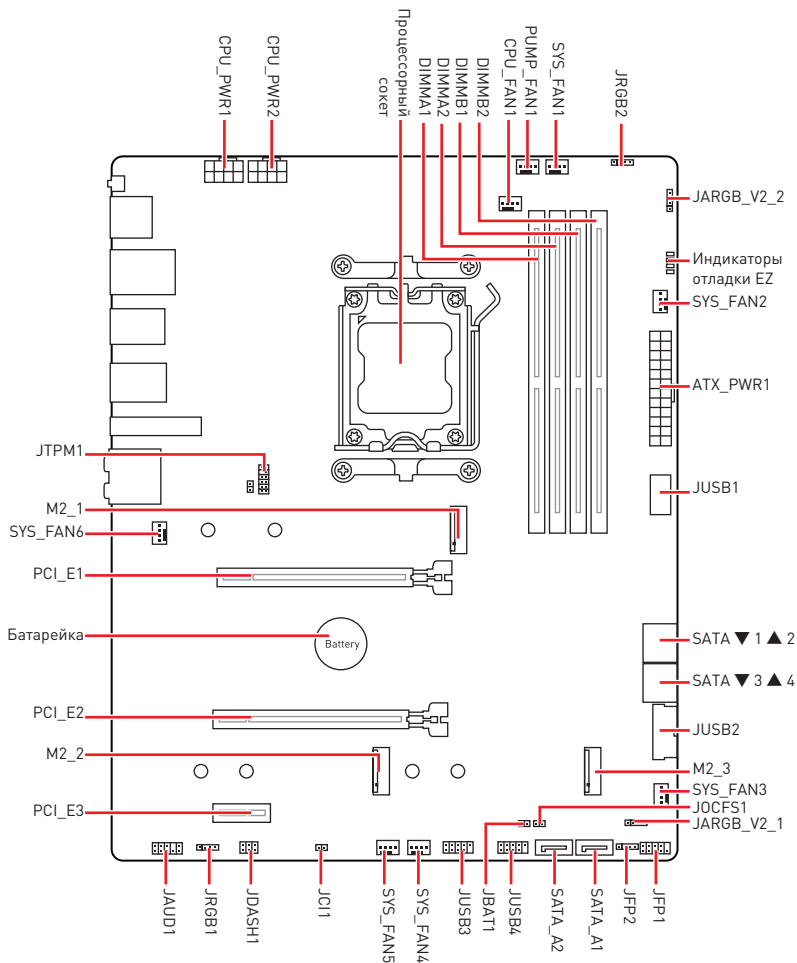 CPU_PWR1
CPU_PWR2
Процессорный
сокет
DIMMA1
DIMMA2
DIMMB1
DIMMB2
CPU_FAN1
PUMP_FAN1
SYS_FAN1
JRGB2
JARGB_V2_2
Индикаторы
отладки EZ
SYS_FAN2
ATX_PWR1
JUSB1
SATA ▼ 1 ▲ 2
SATA ▼ 3 ▲ 4
JUSB2
M2_3
SYS_FAN3
JOCFS1
JARGB_V2_1
JTPM1
M2_1
SYS_FAN6
PCI_E1
Батарейка
Battery
PCI_E2
M2_2
PCI_E3
JAUD1
JRGB1
JDASH1
JCI1
SYS_FAN5
SYS_FAN4
JUSB3
JBAT1
JUSB4
SATA_A2
SATA_A1
JFP2
JFP1